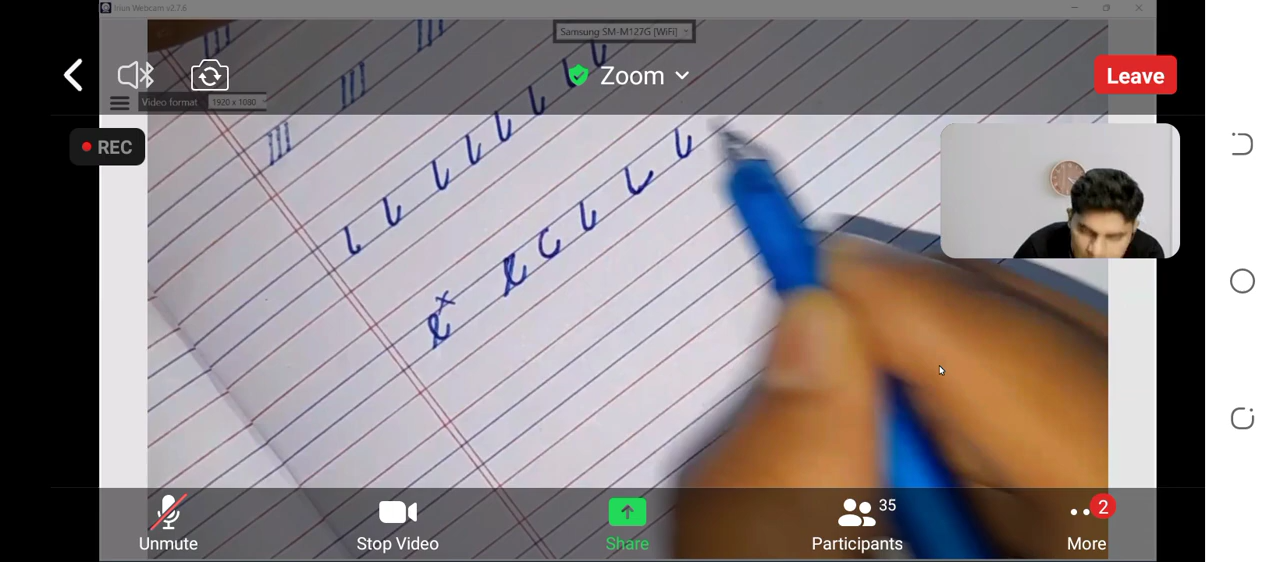 Iriun Webcam v2.7.6
Samsung SM-M127G [WiFi]
Zoom
Leave
Video format 1920 x 1080
REC
Unmute
Stop Video
Share
Participants 35
More 2